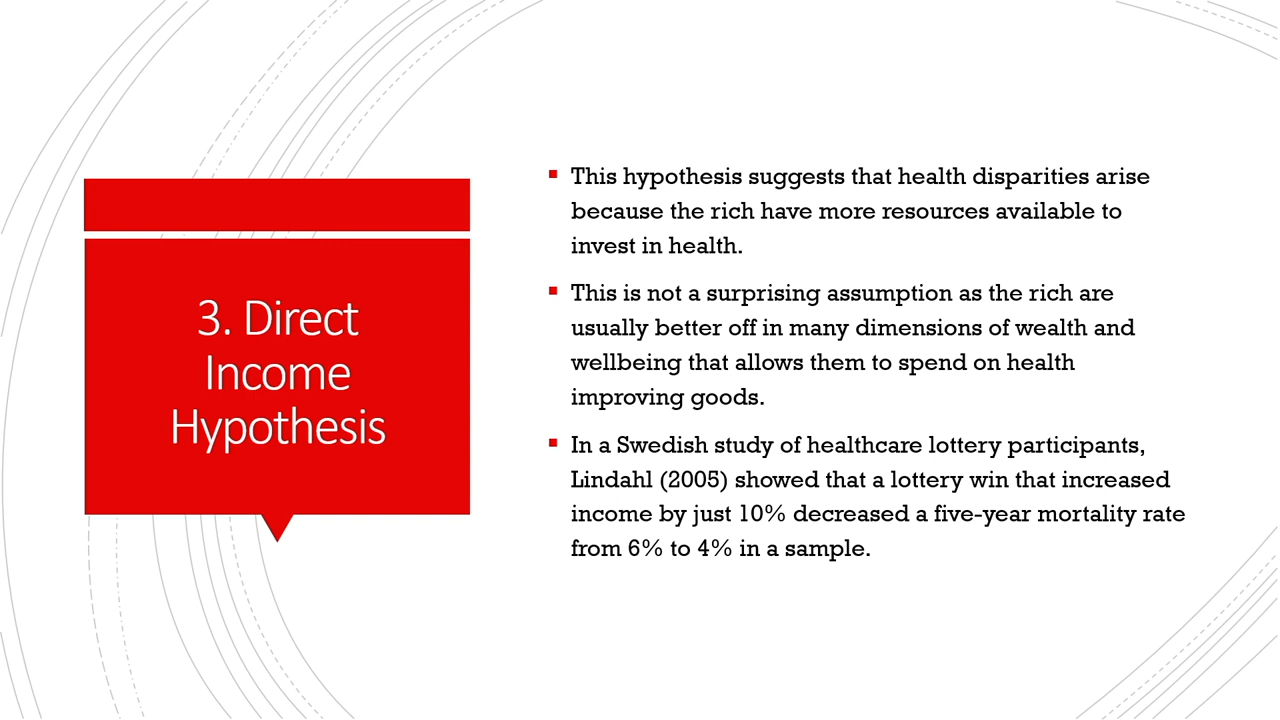 3. Direct
Income
Hypothesis
This hypothesis suggests that health disparities arise
because the rich have more resources available to
invest in health.
This is not a surprising assumption as the rich are
usually better off in many dimensions of wealth and
wellbeing that allows them to spend on health
improving goods.
In a Swedish study of healthcare lottery participants,
Lindahl (2005) showed that a lottery win that increased
income by just 10% decreased a five-year mortality rate
from 6% to 4% in a sample.